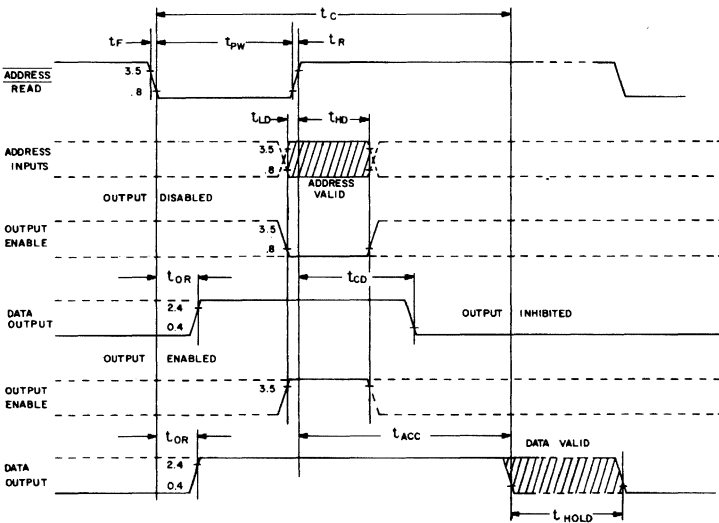 tC
tF tPW tR
ADDRESS
READ
3.5
.8
tLD tHD
ADDRESS
INPUTS
3.5
.8
ADDRESS
VALID
OUTPUT DISABLED
OUTPUT
ENABLE
3.5
.8
tOR tCD
DATA
OUTPUT
2.4
0.4
OUTPUT INHIBITED
OUTPUT ENABLED
OUTPUT
ENABLE
3.5
tOR tACC
DATA VALID
DATA
OUTPUT
2.4
0.4
tHOLD